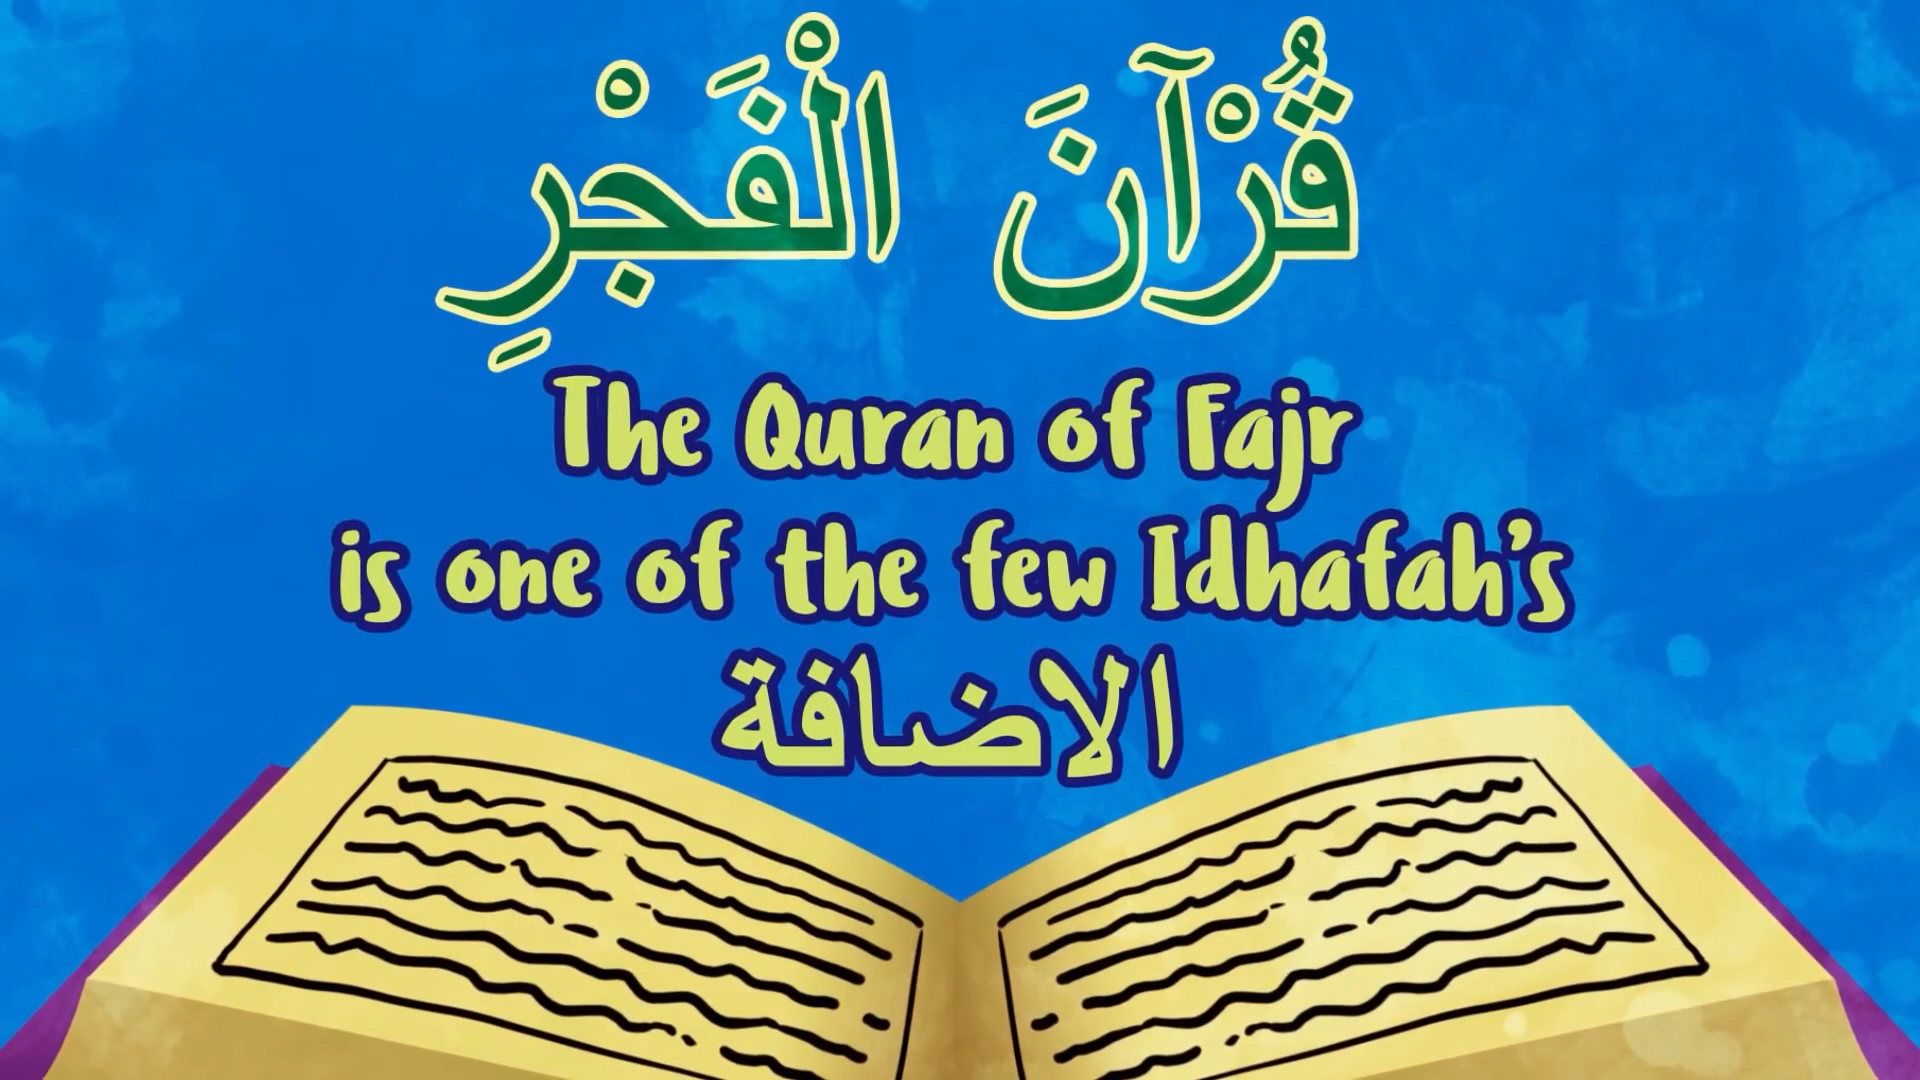 قُرْآنَ الْفَجْرِ
The Quran of Fajr
is one of the few Idhafah's
الاضافة